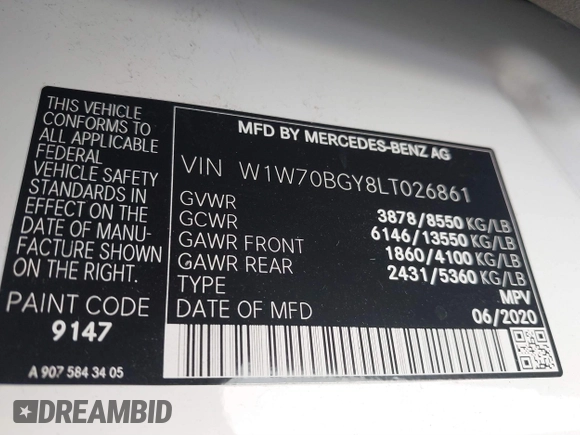 THIS VEHICLE
CONFORMS TO
ALL APPLICABLE
FEDERAL
VEHICLE SAFETY
STANDARDS IN
EFFECT ON THE
DATE OF MANU-
FACTURE SHOWN
ON THE RIGHT.
PAINT CODE
9147
A 907 584 34 05
MFD BY MERCEDES-BENZ AG
VIN W1W70BGY8LT026861
GVWR 3878/8550 KG/LB
GCWR 6146/13550 KG/LB
GAWR FRONT 1860/4100 KG/LB
GAWR REAR 2431/5360 KG/LB
TYPE MPV
DATE OF MFD 06/2020
DREAMBID